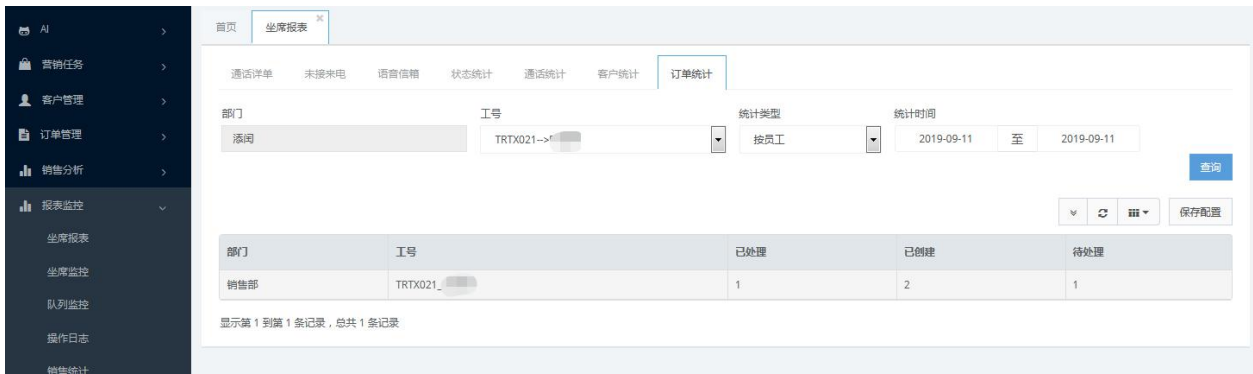 AI
营销任务
客户管理
订单管理
销售分析
报表监控
坐席报表
坐席监控
队列监控
操作日志
销售统计
首页 坐席报表
通话详单 未接来电 语音信箱 状态统计 通话统计 客户统计 订单统计
部门 工号 统计类型 统计时间
添闰 TRTX021--> 按员工 2019-09-11 至 2019-09-11
查询
保存配置
部门 工号 已处理 已创建 待处理
销售部 TRTX021_ 1 2 1
显示第 1 到第 1 条记录，总共 1 条记录